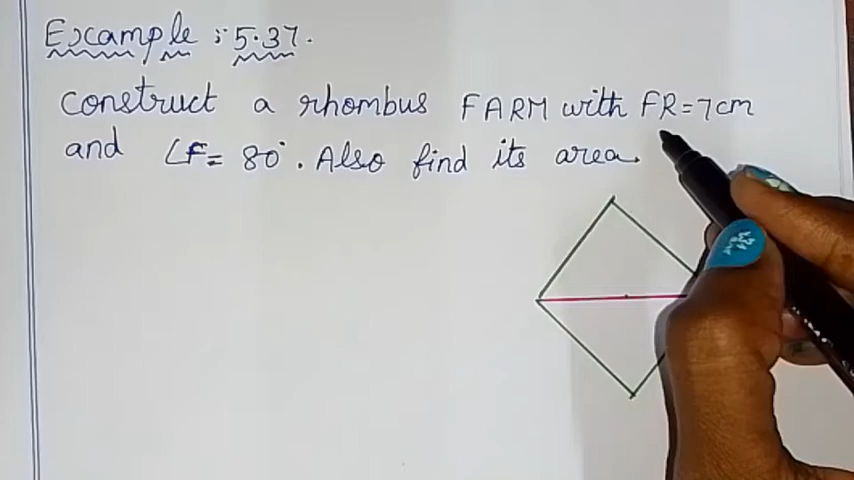 Example : 5.37.
Construct a rhombus FARM with FR = 7cm
and ∠F = 80°. Also find its area.